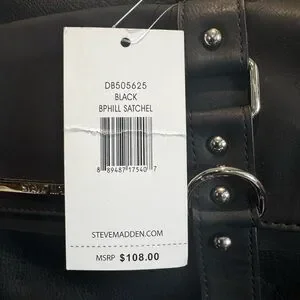 DB505625
BLACK
BPHILL SATCHEL
8 89487 17540 7
STEVEMADDEN.COM
MSRP $108.00